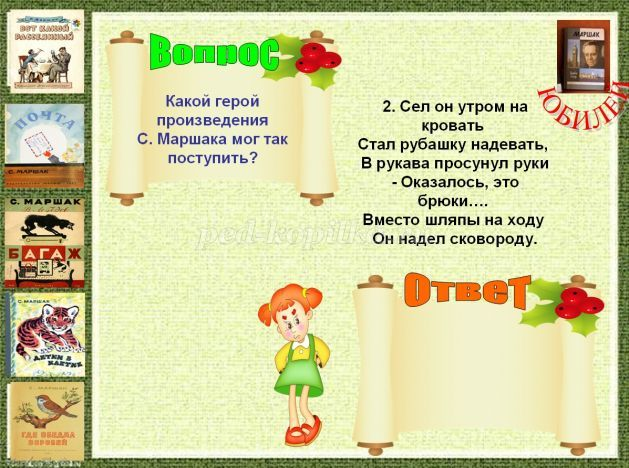 ВОТ КАКОЙ
РАССЕЯННЫЙ
ПОЧТА
С. МАРШАК
С. МАРШАК
БАГАЖ
С. МАРШАК
ДЕТКИ В
КЛЕТКЕ
ГДЕ ОБЕДАЛ
ВОРОБЕЙ
Вопрос
Какой герой
произведения
С. Маршака мог так
поступить?
МАРШАК
ЮБИЛЕЙ
2. Сел он утром на
кровать
Стал рубашку надевать,
В рукава просунул руки
- Оказалось, это
брюки….
Вместо шляпы на ходу
Он надел сковороду.
Ответ